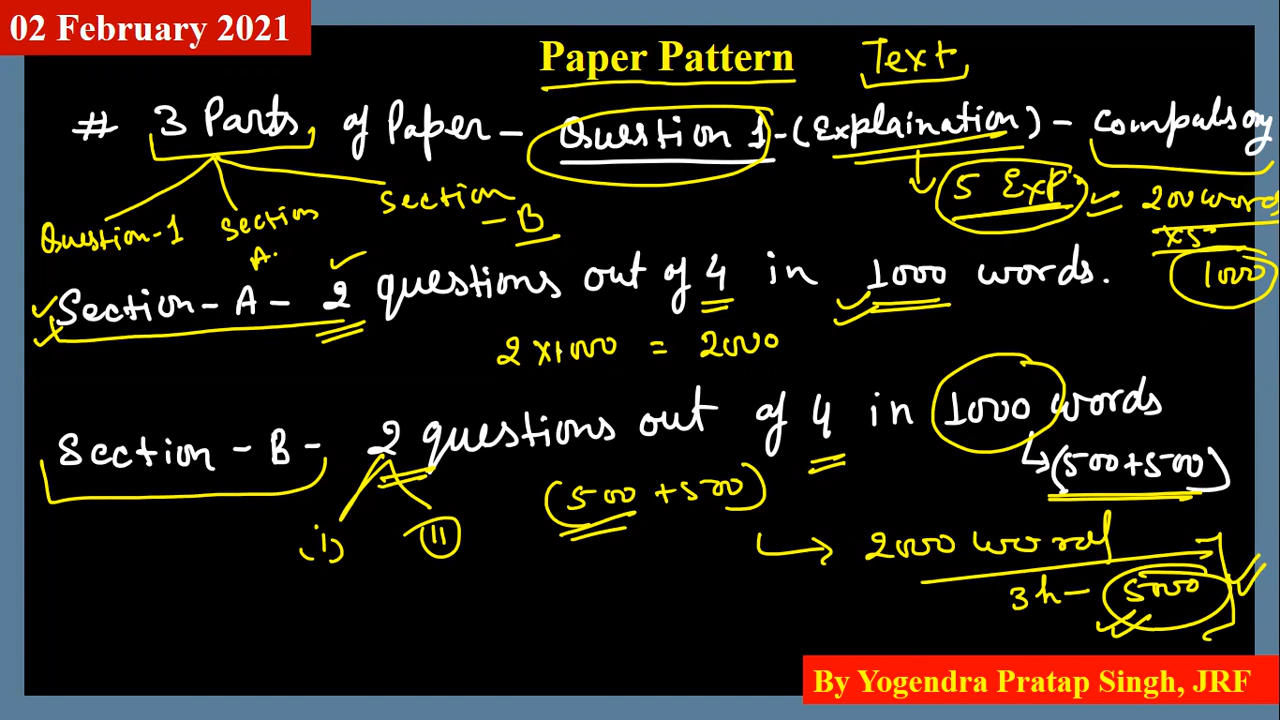 02 February 2021
Paper Pattern Text
# 3 Parts of Paper - Question 1 - (Explaination) - Compulsory
5 Exp 200 words
Question-1 Section A. Section - B
x5
1000
Section - A - 2 questions out of 4 in 1000 words.
2 x 1000 = 2000
Section - B - 2 questions out of 4 in 1000 words
(500+500)
(500 + 500)
(i) (ii) 2000 word
3h - 5000
By Yogendra Pratap Singh, JRF